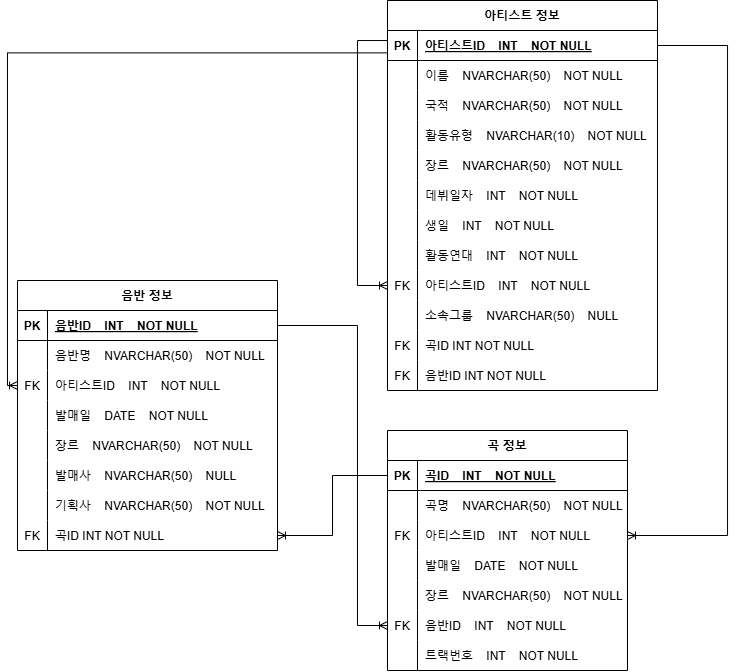 아티스트 정보
PK 아티스트ID INT NOT NULL
이름 NVARCHAR(50) NOT NULL
국적 NVARCHAR(50) NOT NULL
활동유형 NVARCHAR(10) NOT NULL
장르 NVARCHAR(50) NOT NULL
데뷔일자 INT NOT NULL
생일 INT NOT NULL
활동연대 INT NOT NULL
FK 아티스트ID INT NOT NULL
소속그룹 NVARCHAR(50) NULL
FK 곡ID INT NOT NULL
FK 음반ID INT NOT NULL
음반 정보
PK 음반ID INT NOT NULL
음반명 NVARCHAR(50) NOT NULL
FK 아티스트ID INT NOT NULL
발매일 DATE NOT NULL
장르 NVARCHAR(50) NOT NULL
발매사 NVARCHAR(50) NULL
기획사 NVARCHAR(50) NOT NULL
FK 곡ID INT NOT NULL
곡 정보
PK 곡ID INT NOT NULL
곡명 NVARCHAR(50) NOT NULL
FK 아티스트ID INT NOT NULL
발매일 DATE NOT NULL
장르 NVARCHAR(50) NOT NULL
FK 음반ID INT NOT NULL
트랙번호 INT NOT NULL